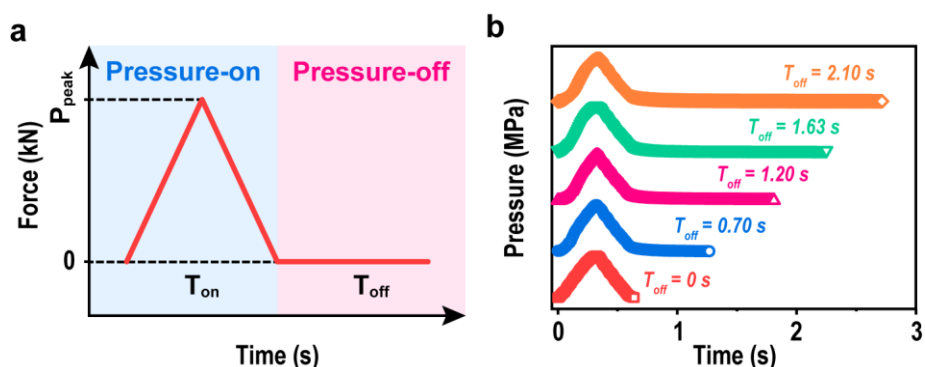 a
Pressure-on
Pressure-off
P_peak
Force (kN)
0
T_on
T_off
Time (s)
b
Pressure (MPa)
T_off = 2.10 s
T_off = 1.63 s
T_off = 1.20 s
T_off = 0.70 s
T_off = 0 s
0 1 2 3
Time (s)